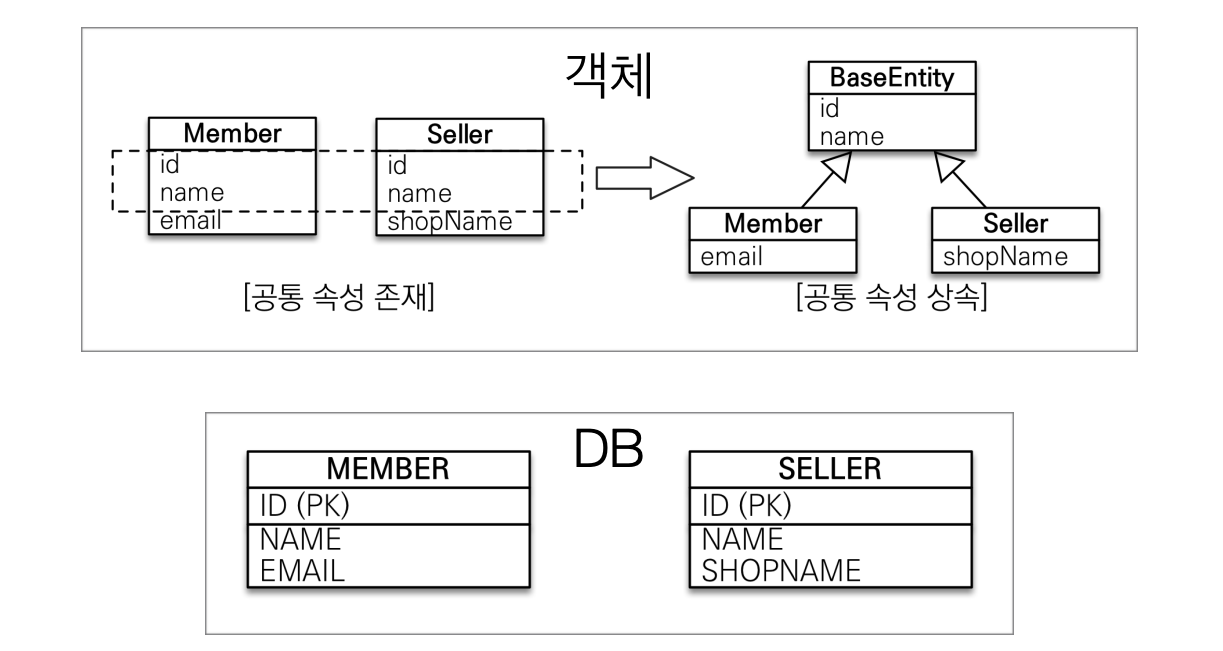 객체
Member
id
name
email
Seller
id
name
shopName
[공통 속성 존재]
BaseEntity
id
name
Member
email
Seller
shopName
[공통 속성 상속]
DB
MEMBER
ID (PK)
NAME
EMAIL
SELLER
ID (PK)
NAME
SHOPNAME